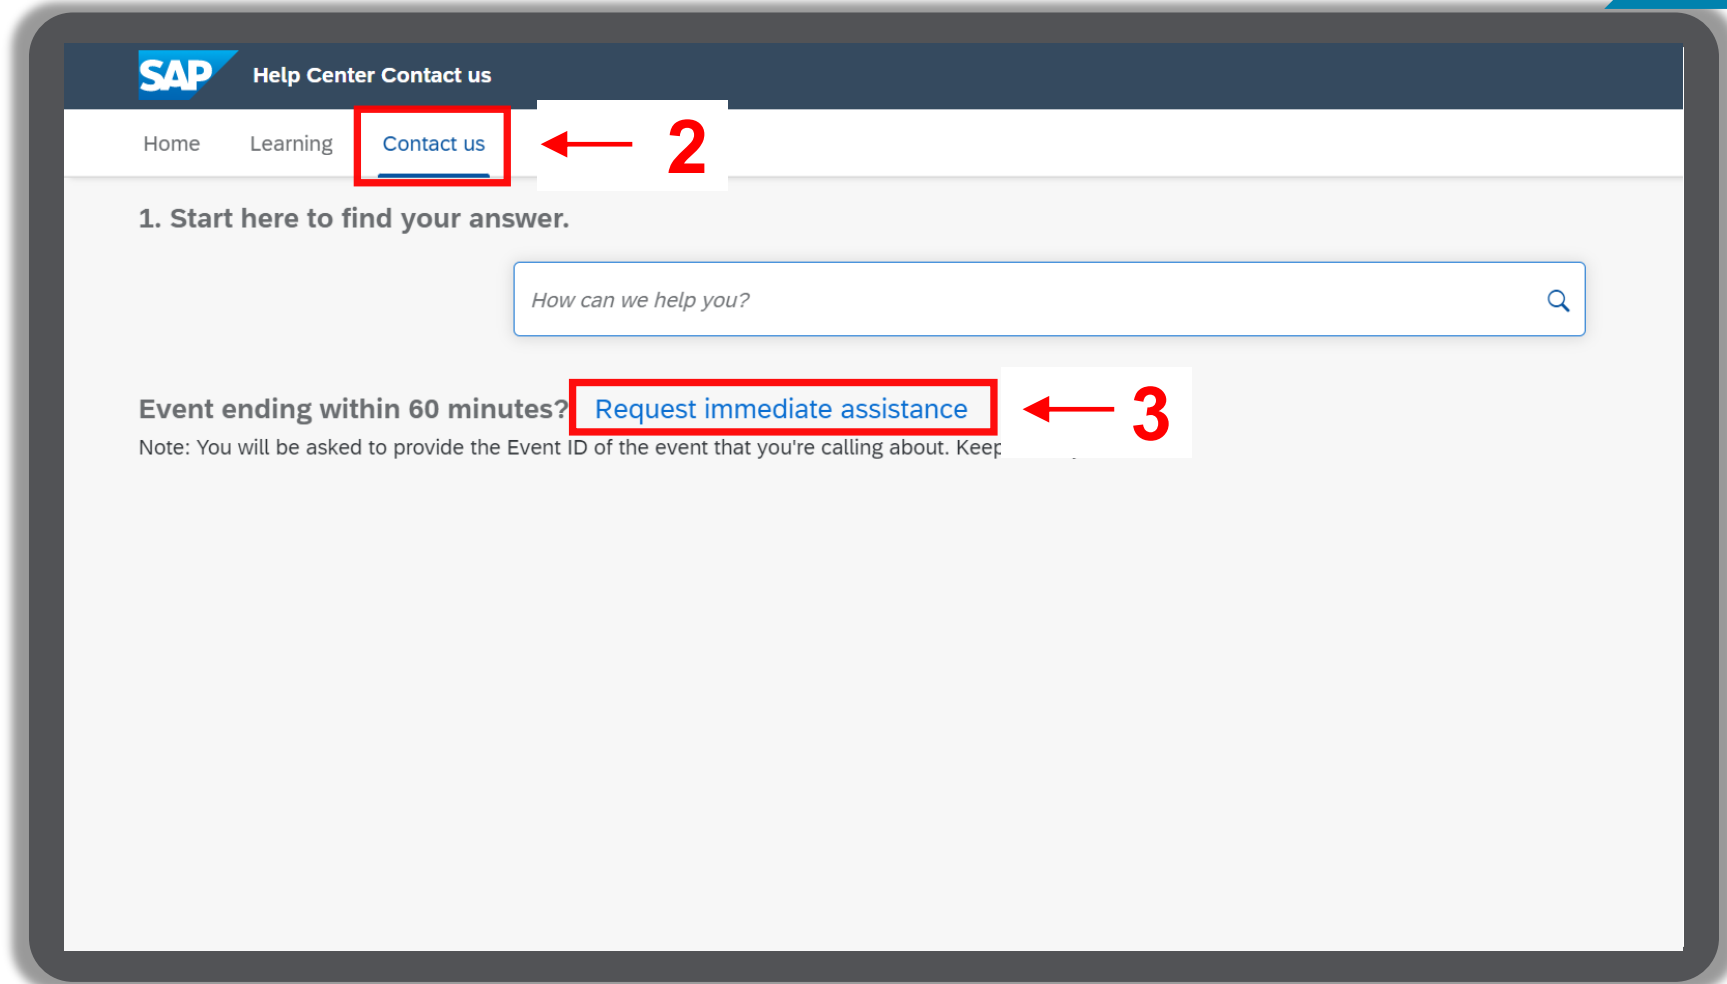 SAP Help Center Contact us
Home Learning Contact us 2
1. Start here to find your answer.
How can we help you?
Event ending within 60 minutes? Request immediate assistance 3
Note: You will be asked to provide the Event ID of the event that you're calling about. Keep